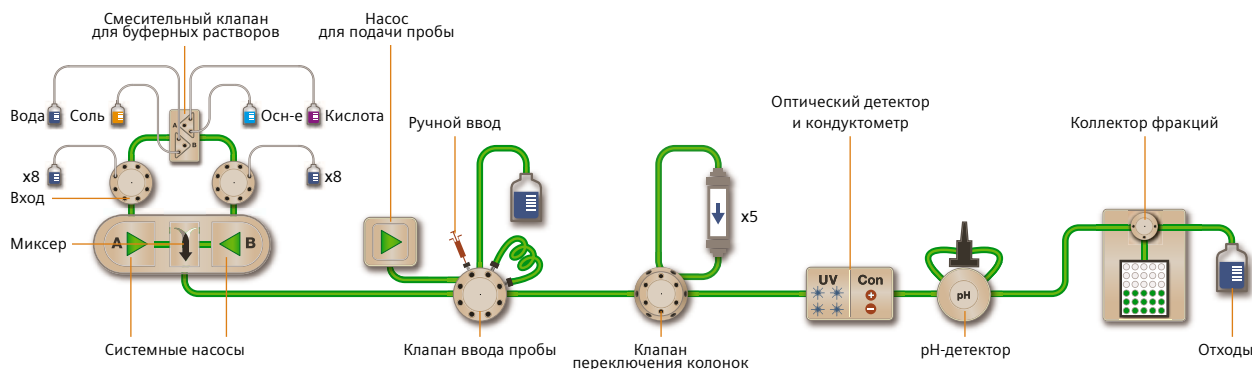 Смесительный клапан
для буферных растворов
Насос
для подачи пробы
Вода
Соль
Осн-е
Кислота
A
B
x8
x8
Вход
Миксер
A
B
Системные насосы
Ручной ввод
Клапан ввода пробы
x5
Клапан
переключения колонок
Оптический детектор
и кондуктометр
UV
Con
pH
pH-детектор
Коллектор фракций
Отходы